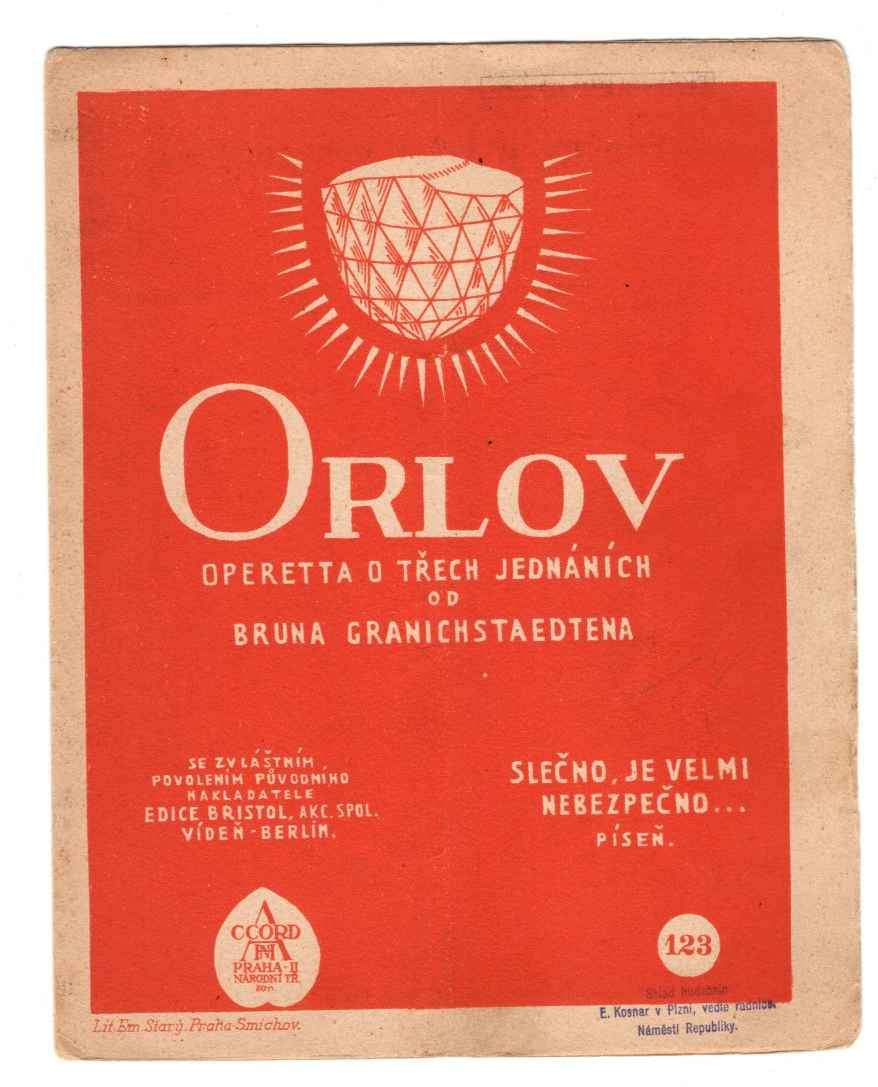 ORLOV
OPERETTA O TŘECH JEDNÁNÍCH
OD
BRUNA GRANICHSTAEDTENA
SE ZVLÁŠTNÍM
POVOLENÍM PŮVODNÍHO
NAKLADATELE
EDICE BRISTOL, AKC. SPOL.
VÍDEŇ-BERLÍN.
SLEČNO, JE VELMI
NEBEZPEČNO...
PÍSEŇ.
ACCORD
PRAHA-II
NÁRODNÍ TŘ.
123
Sklad hudebnin
E. Kosnar v Plzni, vedle radnice.
Náměstí Republiky.
Lit. Em. Starý. Praha-Smíchov.